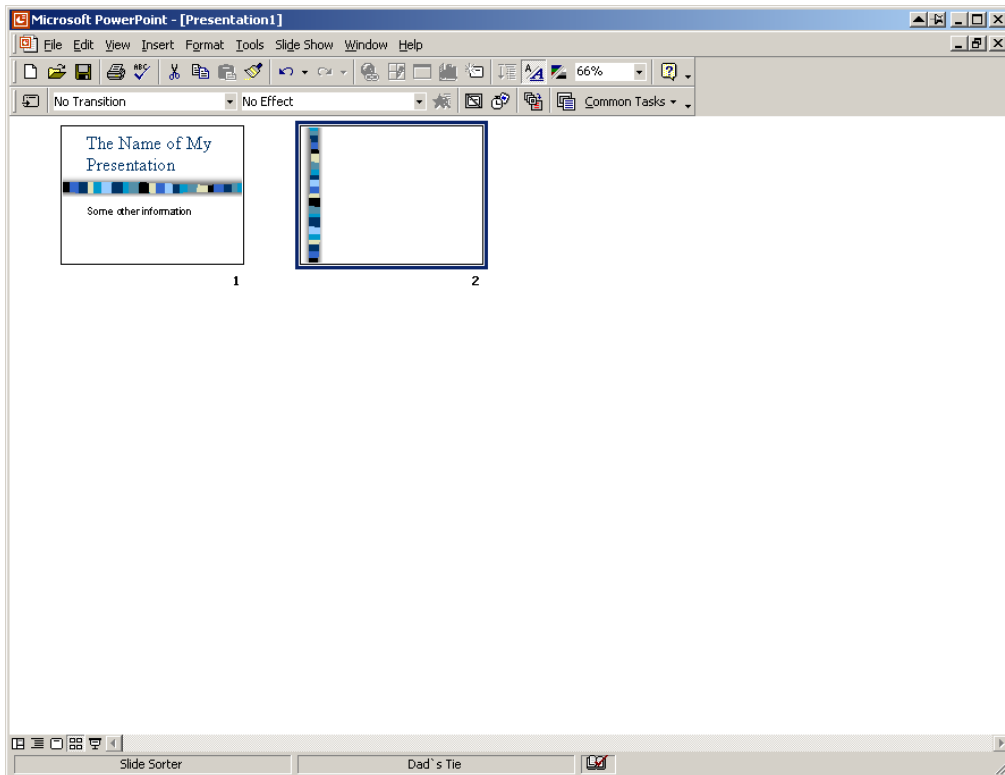 Microsoft PowerPoint - [Presentation1]
File Edit View Insert Format Tools Slide Show Window Help
ABC 66%
No Transition No Effect Common Tasks
The Name of My
Presentation
Some other information
1
2
Slide Sorter Dad`s Tie